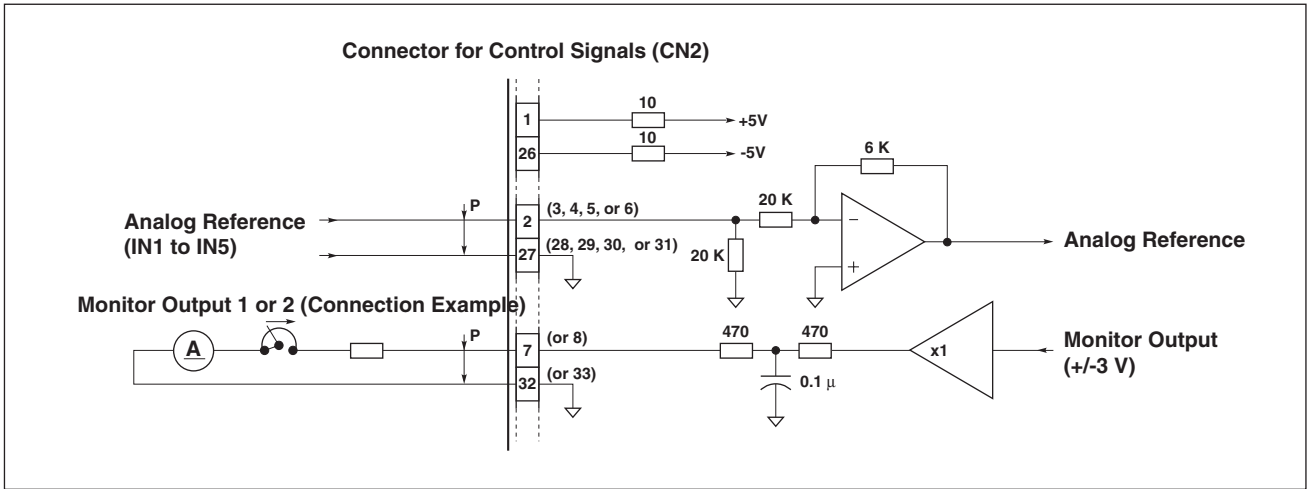 Connector for Control Signals (CN2)
1
10
+5V
26
10
-5V
6 K
Analog Reference
(IN1 to IN5)
P
2
(3, 4, 5, or 6)
20 K
27
(28, 29, 30, or 31)
20 K
−
+
Analog Reference
Monitor Output 1 or 2 (Connection Example)
A
P
7
(or 8)
470
470
x1
Monitor Output
(+/-3 V)
32
(or 33)
0.1 μ